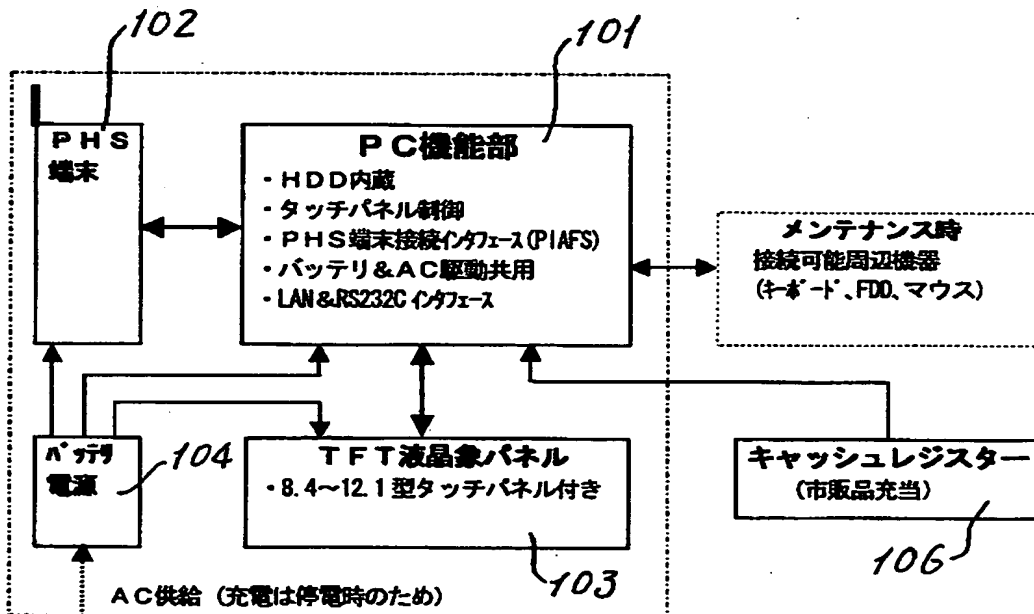 102
101
PHS
端末
PC機能部
・HDD内蔵
・タッチパネル制御
・PHS端末接続インタフェース(PIAFS)
・バッテリ&AC駆動共用
・LAN&RS232C インタフェース
メンテナンス時
接続可能周辺機器
(キーボード、FDD、マウス)
バッテリ
電源
104
TFT液晶象パネル
・8.4~12.1型タッチパネル付き
103
キャッシュレジスター
(市販品充当)
106
AC供給 (充電は停電時のため)